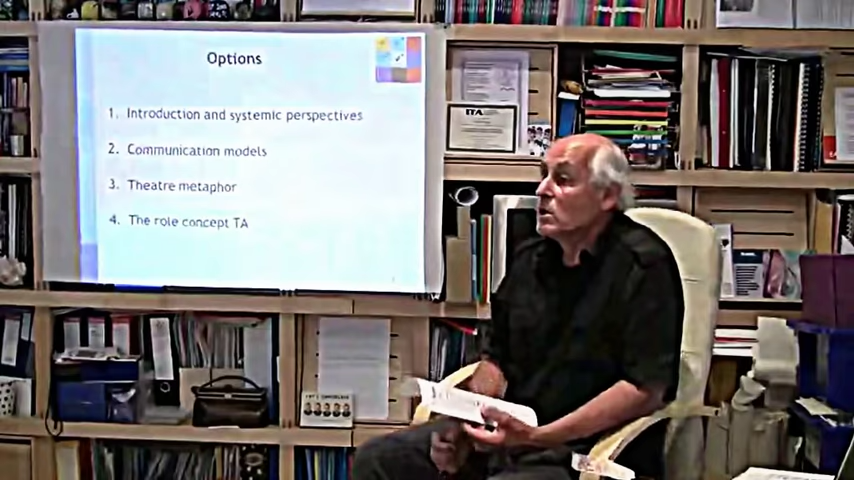 Options
1. Introduction and systemic perspectives
2. Communication models
3. Theatre metaphor
4. The role concept TA
ITA